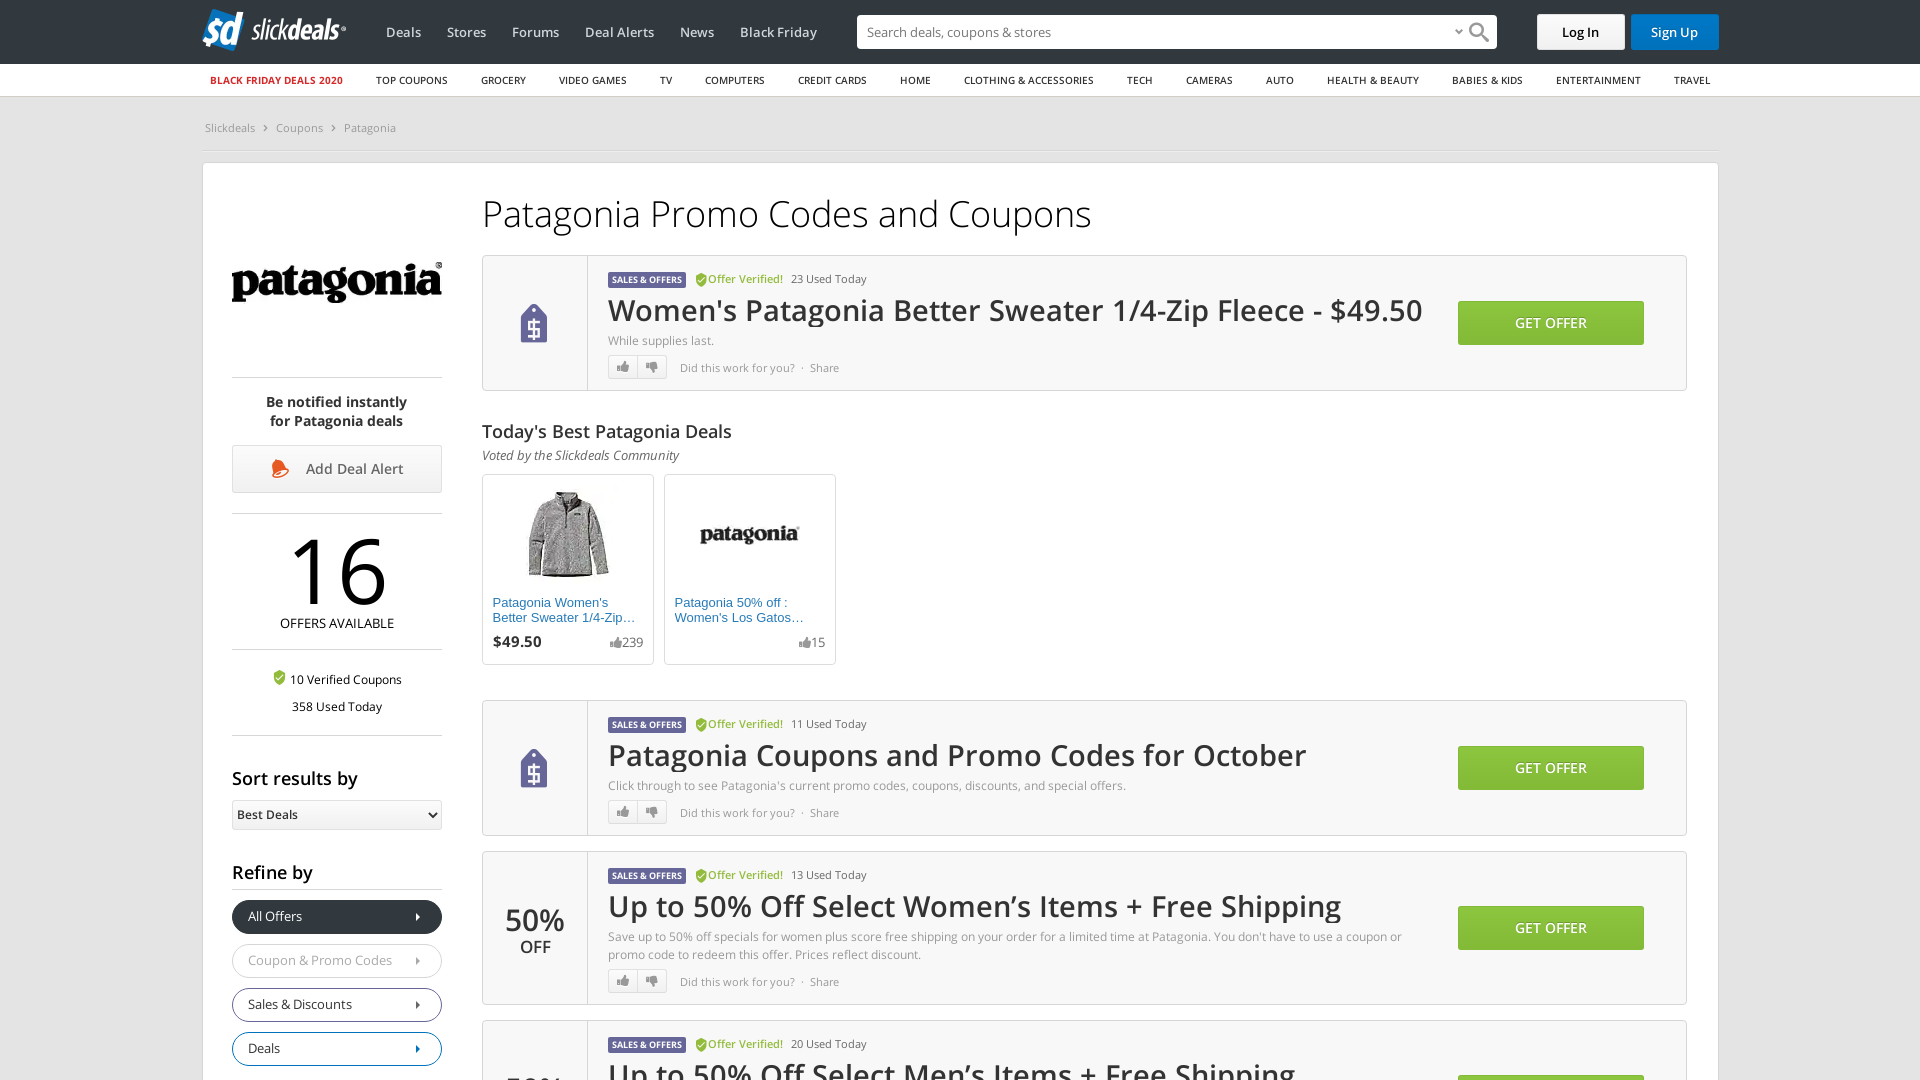 sd slickdeals®
Deals Stores Forums Deal Alerts News Black Friday
Search deals, coupons & stores
Log In Sign Up
BLACK FRIDAY DEALS 2020 TOP COUPONS GROCERY VIDEO GAMES TV COMPUTERS CREDIT CARDS HOME CLOTHING & ACCESSORIES TECH CAMERAS AUTO HEALTH & BEAUTY BABIES & KIDS ENTERTAINMENT TRAVEL
Slickdeals Coupons Patagonia
patagonia®
Be notified instantly
for Patagonia deals
Add Deal Alert
16
OFFERS AVAILABLE
10 Verified Coupons
358 Used Today
Sort results by
Best Deals
Refine by
All Offers
Coupon & Promo Codes
Sales & Discounts
Deals
Patagonia Promo Codes and Coupons
SALES & OFFERS Offer Verified! 23 Used Today
Women's Patagonia Better Sweater 1/4-Zip Fleece - $49.50
While supplies last.
Did this work for you? · Share
GET OFFER
Today's Best Patagonia Deals
Voted by the Slickdeals Community
Patagonia Women's
Better Sweater 1/4-Zip…
$49.50 239
patagonia
Patagonia 50% off :
Women's Los Gatos…
15
SALES & OFFERS Offer Verified! 11 Used Today
Patagonia Coupons and Promo Codes for October
Click through to see Patagonia's current promo codes, coupons, discounts, and special offers.
Did this work for you? · Share
GET OFFER
50%
OFF
SALES & OFFERS Offer Verified! 13 Used Today
Up to 50% Off Select Women’s Items + Free Shipping
Save up to 50% off specials for women plus score free shipping on your order for a limited time at Patagonia. You don't have to use a coupon or
promo code to redeem this offer. Prices reflect discount.
Did this work for you? · Share
GET OFFER
SALES & OFFERS Offer Verified! 20 Used Today
Up to 50% Off Select Men’s Items + Free Shipping